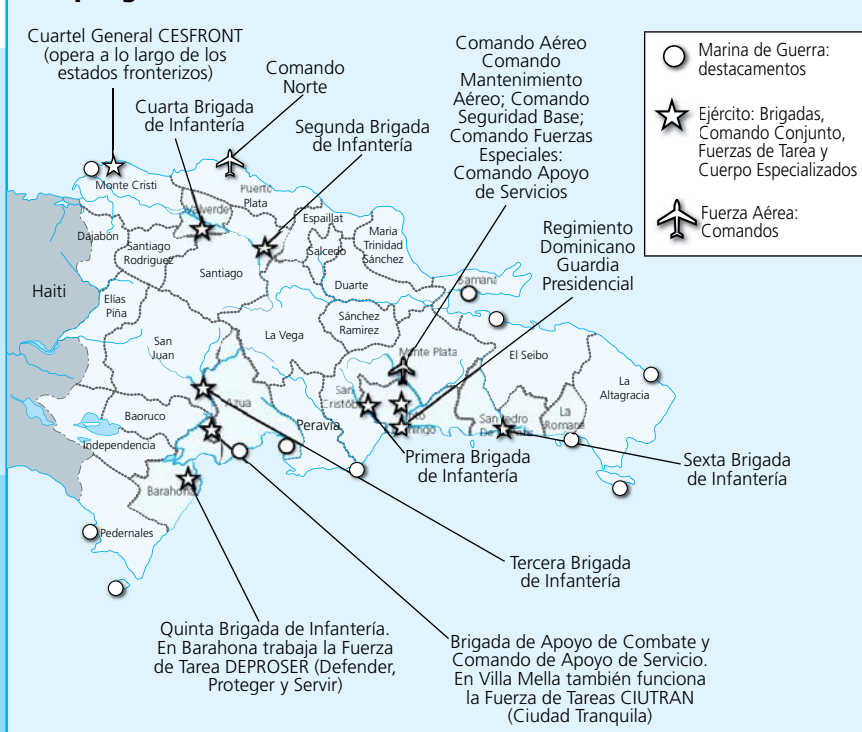 Cuartel General CESFRONT
(opera a lo largo de los
estados fronterizos)
Comando
Norte
Cuarta Brigada
de Infantería
Segunda Brigada
de Infantería
Comando Aéreo
Comando
Mantenimiento
Aéreo; Comando
Seguridad Base;
Comando Fuerzas
Especiales:
Comando Apoyo
de Servicios
Regimiento
Dominicano
Guardia
Presidencial
Marina de Guerra:
destacamentos
Ejército: Brigadas,
Comando Conjunto,
Fuerzas de Tarea y
Cuerpo Especializados
Fuerza Aérea:
Comandos
Monte Cristi
Puerto
Plata
Valverde
Espaillat
Maria
Trinidad
Sánchez
Dajabón
Santiago
Rodriguez
Salcedo
Samaná
Santiago
Duarte
Haiti
Elías
Piña
Sánchez
Ramirez
La Vega
San
Juan
Monte Plata
El Seibo
La
Altagracia
Azua
San
Cristóbal
Baoruco
Peravia
San Pedro
La
Romana
Independencia
Barahona
Pedernales
Primera Brigada
de Infantería
Sexta Brigada
de Infantería
Tercera Brigada
de Infantería
Quinta Brigada de Infantería.
En Barahona trabaja la Fuerza
de Tarea DEPROSER (Defender,
Proteger y Servir)
Brigada de Apoyo de Combate y
Comando de Apoyo de Servicio.
En Villa Mella también funciona
la Fuerza de Tareas CIUTRAN
(Ciudad Tranquila)